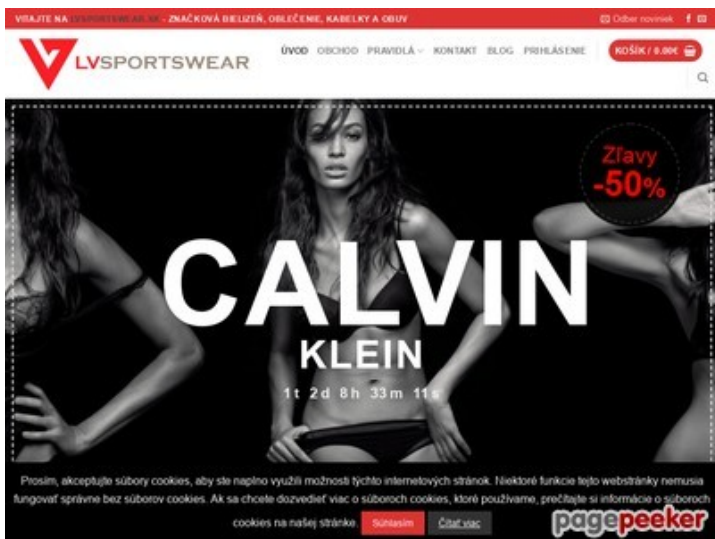 VITAJTE NA LVSPORTSWEAR.SK - ZNAČKOVÁ BIELIZEŇ, OBLEČENIE, KABELKY A OBUV
Odber noviniek
LVSPORTSWEAR
ÚVOD OBCHOD PRAVIDLÁ KONTAKT BLOG PRIHLÁSENIE
KOŠÍK / 0.00€
Zľavy
-50%
CALVIN
KLEIN
1t 2d 8h 33m 11s
Prosím, akceptujte súbory cookies, aby ste naplno využili možnosti týchto internetových stránok. Niektoré funkcie tejto webstránky nemusia
fungovať správne bez súborov cookies. Ak sa chcete dozvedieť viac o súboroch cookies, ktoré používame, prečítajte si informácie o súboroch
cookies na našej stránke. Súhlasím Čítať viac
pagepeeker